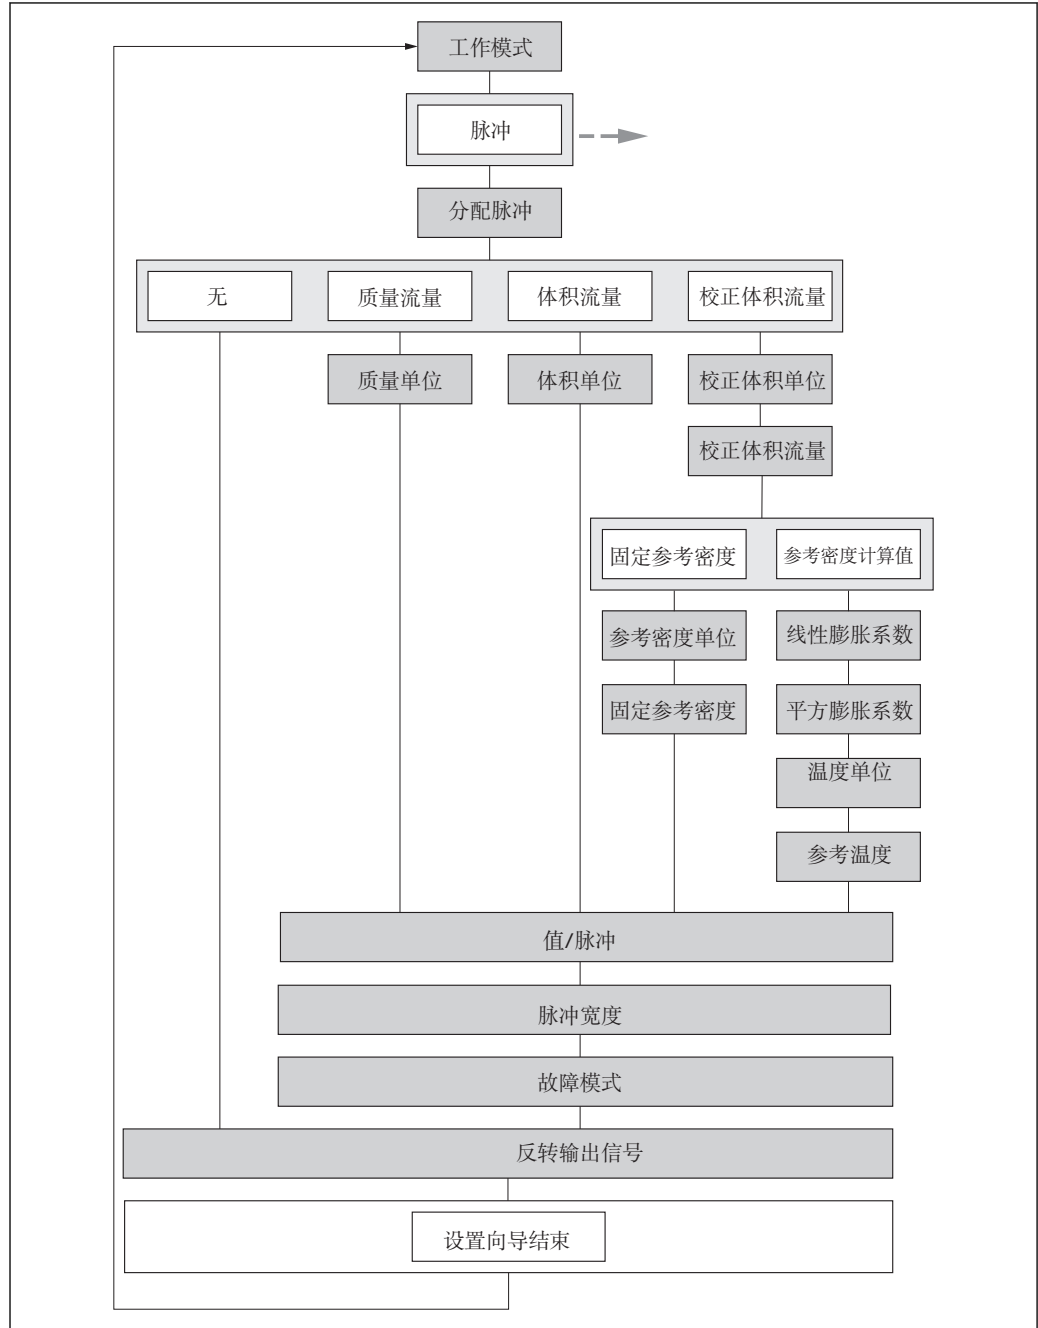 工作模式
脉冲
分配脉冲
无
质量流量
体积流量
校正体积流量
质量单位
体积单位
校正体积单位
校正体积流量
固定参考密度
参考密度计算值
参考密度单位
线性膨胀系数
固定参考密度
平方膨胀系数
温度单位
参考温度
值/脉冲
脉冲宽度
故障模式
反转输出信号
设置向导结束